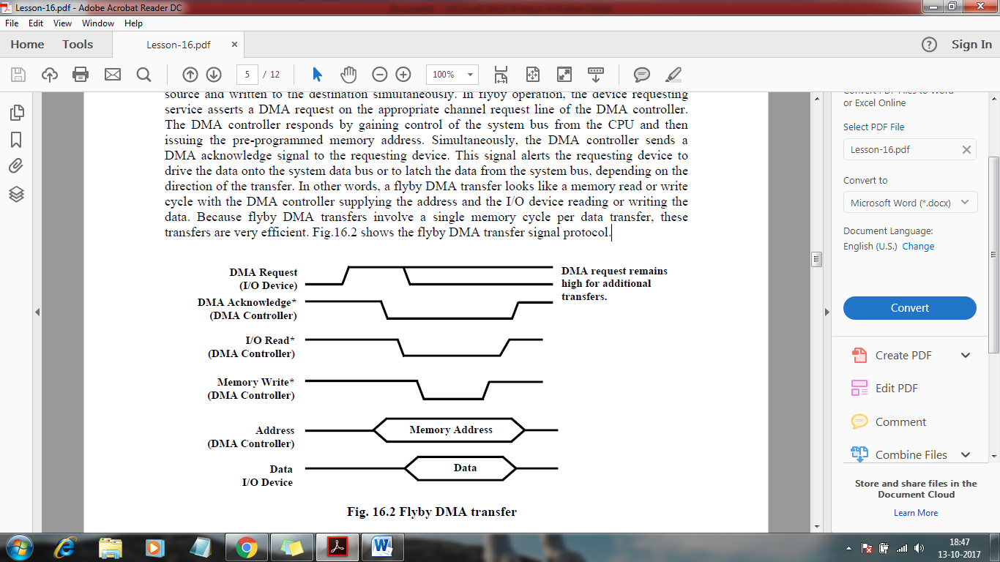 Lesson-16.pdf - Adobe Acrobat Reader DC
File Edit View Window Help
Home Tools Lesson-16.pdf × Sign In
5 / 12 100%
source and written to the destination simultaneously. In flyby operation, the device requesting
service asserts a DMA request on the appropriate channel request line of the DMA controller.
The DMA controller responds by gaining control of the system bus from the CPU and then
issuing the pre-programmed memory address. Simultaneously, the DMA controller sends a
DMA acknowledge signal to the requesting device. This signal alerts the requesting device to
drive the data onto the system data bus or to latch the data from the system bus, depending on the
direction of the transfer. In other words, a flyby DMA transfer looks like a memory read or write
cycle with the DMA controller supplying the address and the I/O device reading or writing the
data. Because flyby DMA transfers involve a single memory cycle per data transfer, these
transfers are very efficient. Fig.16.2 shows the flyby DMA transfer signal protocol.
DMA Request
(I/O Device)
DMA request remains
high for additional
transfers.
DMA Acknowledge*
(DMA Controller)
I/O Read*
(DMA Controller)
Memory Write*
(DMA Controller)
Address
(DMA Controller)
Memory Address
Data
I/O Device
Data
Fig. 16.2 Flyby DMA transfer
Convert PDF Files to Word
or Excel Online
Select PDF File
Lesson-16.pdf
Convert to
Microsoft Word (*.docx)
Document Language:
English (U.S.) Change
Convert
Create PDF
Edit PDF
Comment
Combine Files
Store and share files in the
Document Cloud
Learn More
18:47
13-10-2017